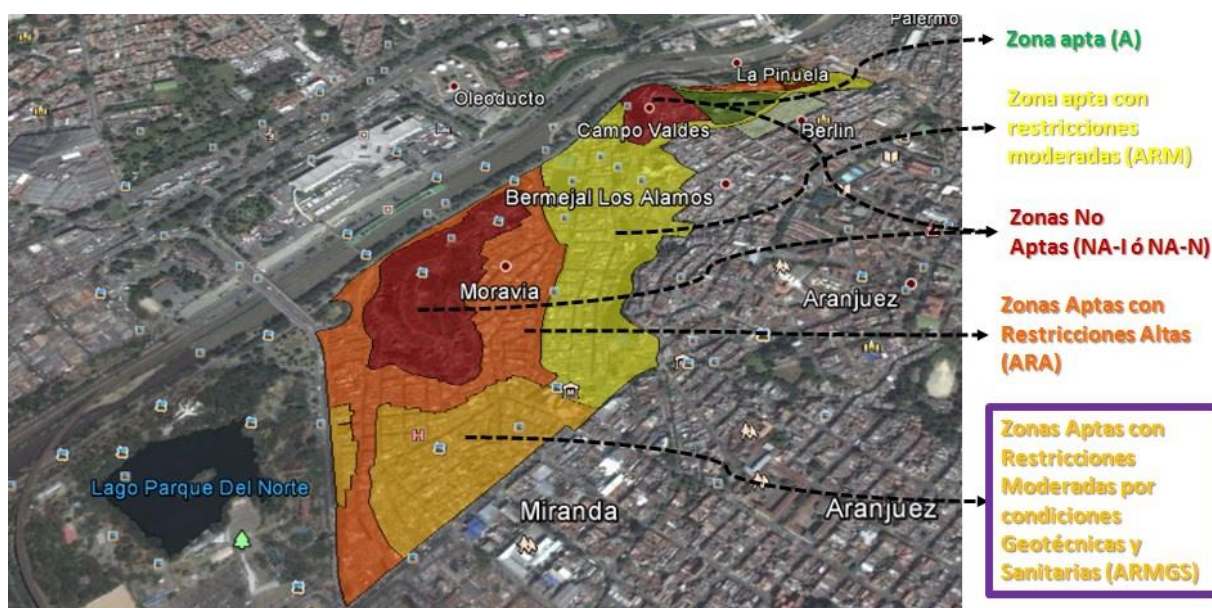 Palermo
Zona apta (A)
La Pinuela
Oleoducto
Zona apta con
restricciones
moderadas (ARM)
Campo Valdes
Berlin
Bermejal Los Alamos
Zonas No
Aptas (NA-I ó NA-N)
Moravia
Aranjuez
Zonas Aptas con
Restricciones Altas
(ARA)
H
Zonas Aptas con
Restricciones
Moderadas por
condiciones
Geotécnicas y
Sanitarias (ARMGS)
Lago Parque Del Norte
Miranda
Aranjuez